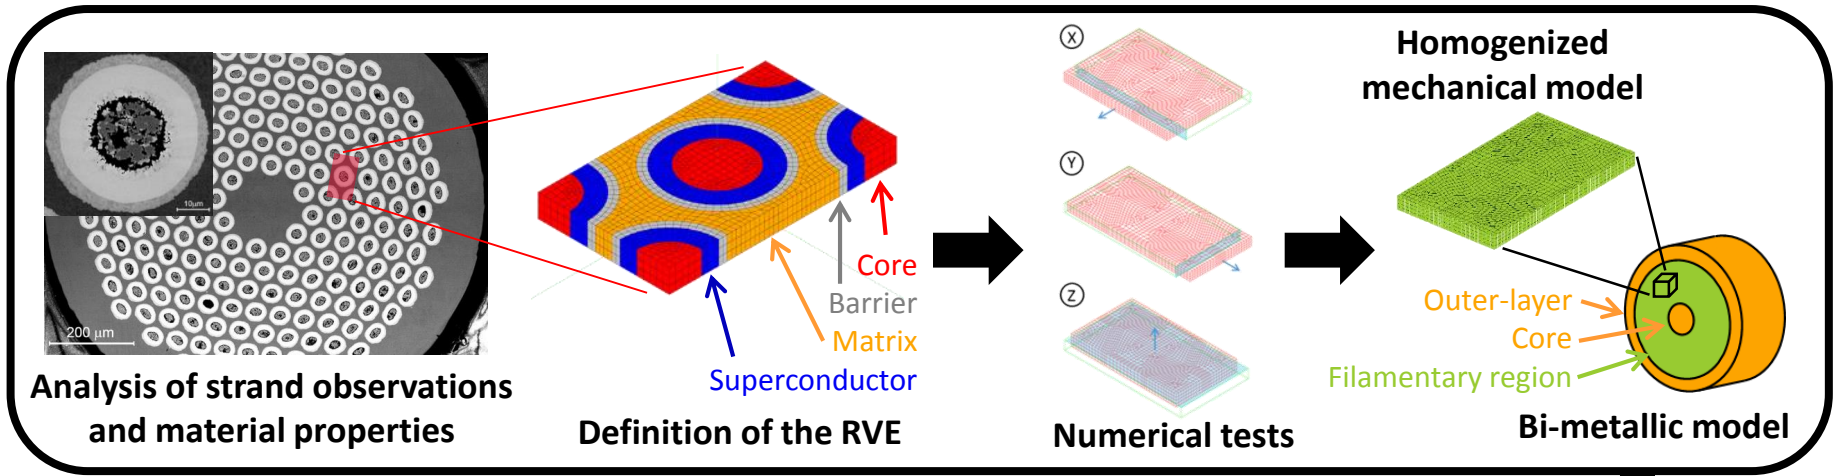 10μm
200 μm
Analysis of strand observations
and material properties
Core
Barrier
Matrix
Superconductor
Definition of the RVE
X
Y
Z
Numerical tests
Homogenized
mechanical model
Outer-layer
Core
Filamentary region
Bi-metallic model